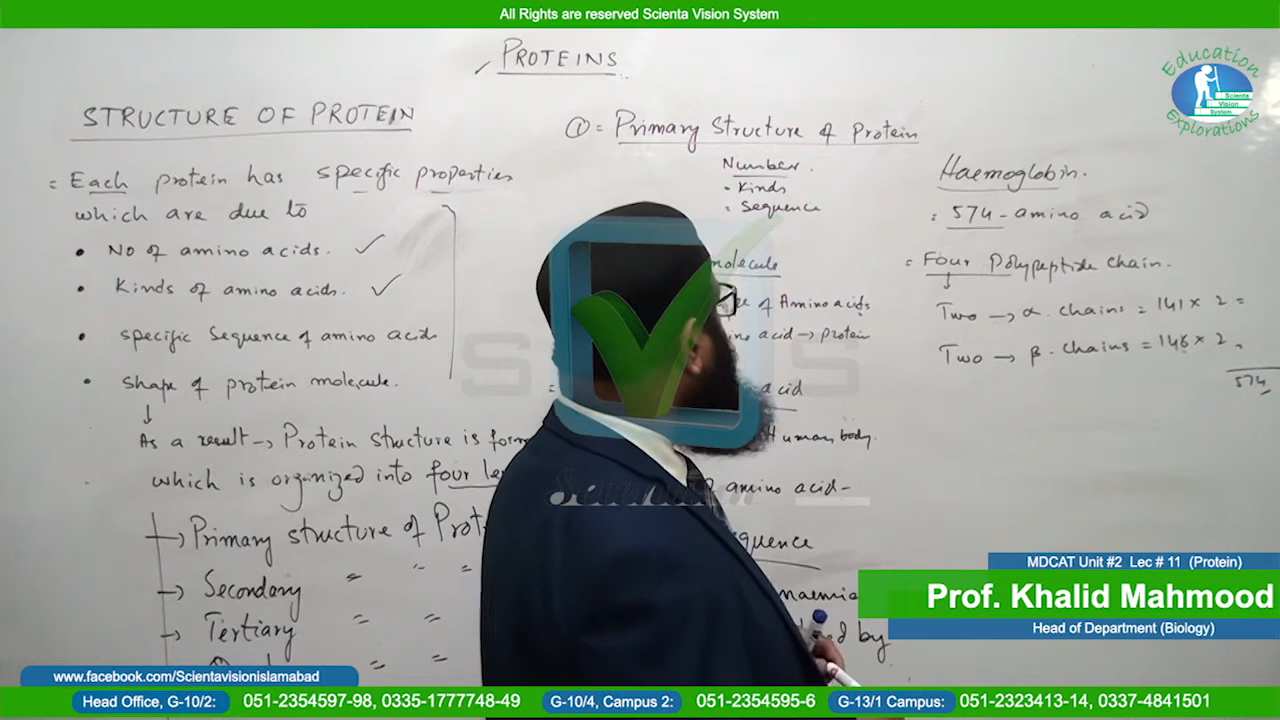 All Rights are reserved Scienta Vision System
PROTEINS
Education
Scienta
Vision
System
Explorations
STRUCTURE OF PROTEIN
= Each protein has specific properties
which are due to
• No of amino acids. ✓
• Kinds of amino acids. ✓
• specific sequence of amino acids
• shape of protein molecule.
↓
As a result → Protein structure is
which is organized into four
→ Primary structure of
→ Secondary " " =
→ Tertiary = =
= =
① = Primary structure of protein
Number.
• Kinds
= Sequence
molecule
of Amino acids
acid → protein
= acid
Human body.
amino acid-
by
Haemoglobin.
= 574-amino acid
= Four Polypeptide chain.
↓
Two → α. chains = 141 × 2 =
Two → β. chains = 146 × 2 =
574
SVS
MDCAT Unit #2 Lec # 11 (Protein)
Prof. Khalid Mahmood
Head of Department (Biology)
www.facebook.com/Scientavisionislamabad
Head Office, G-10/2: 051-2354597-98, 0335-1777748-49 G-10/4, Campus 2: 051-2354595-6 G-13/1 Campus: 051-2323413-14, 0337-4841501